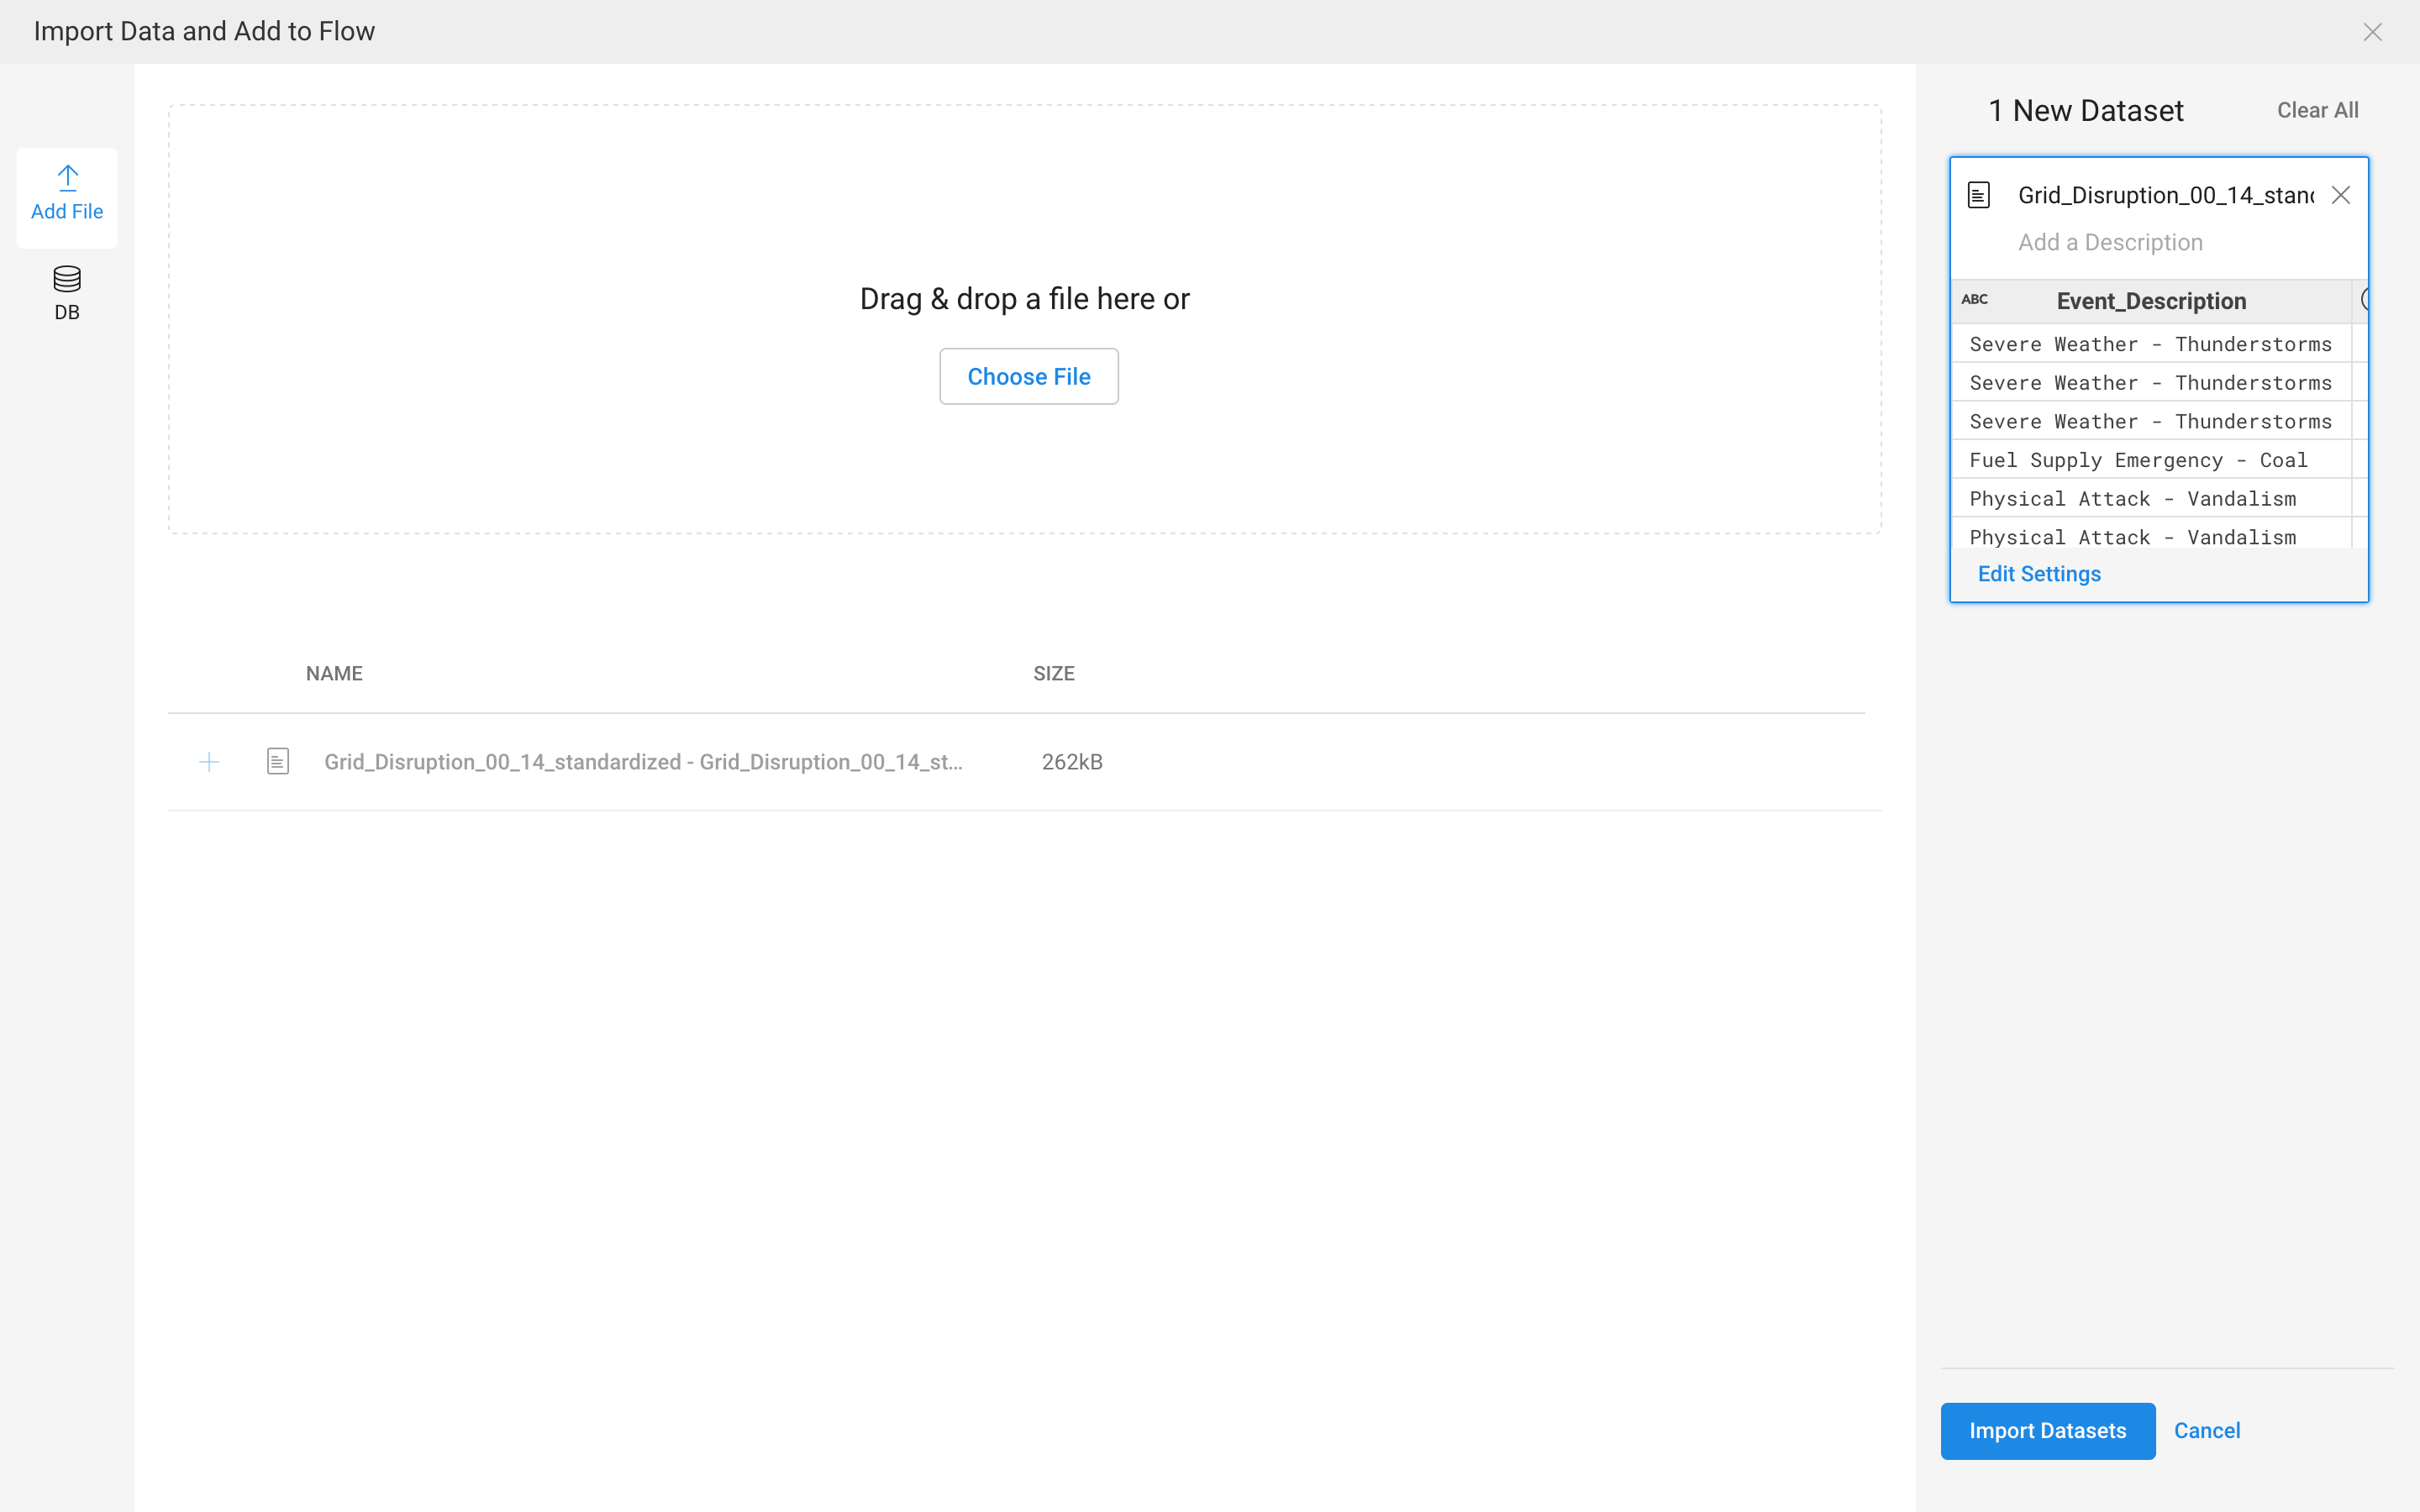 Import Data and Add to Flow
Add File
DB
Drag & drop a file here or
Choose File
NAME SIZE
Grid_Disruption_00_14_standardized - Grid_Disruption_00_14_st... 262kB
1 New Dataset Clear All
Grid_Disruption_00_14_stan
Add a Description
ABC Event_Description
Severe Weather - Thunderstorms
Severe Weather - Thunderstorms
Severe Weather - Thunderstorms
Fuel Supply Emergency - Coal
Physical Attack - Vandalism
Physical Attack - Vandalism
Edit Settings
Import Datasets Cancel